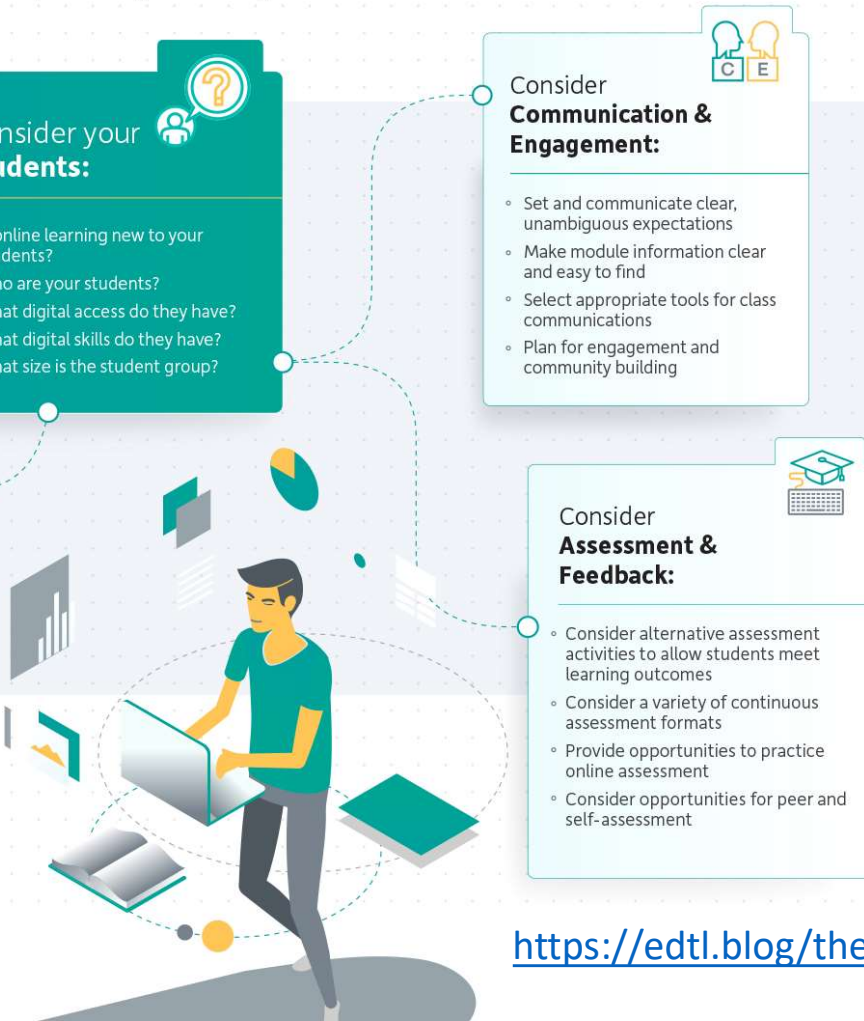 nsider your
udents:
online learning new to your
dents?
o are your students?
at digital access do they have?
at digital skills do they have?
at size is the student group?
C E
Consider
Communication &
Engagement:
Set and communicate clear,
unambiguous expectations
Make module information clear
and easy to find
Select appropriate tools for class
communications
Plan for engagement and
community building
Consider
Assessment &
Feedback:
Consider alternative assessment
activities to allow students meet
learning outcomes
Consider a variety of continuous
assessment formats
Provide opportunities to practice
online assessment
Consider opportunities for peer and
self-assessment
https://edtl.blog/the